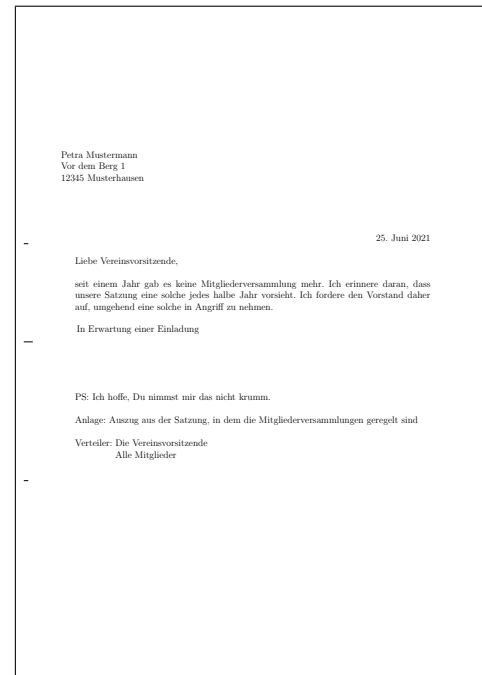 Petra Mustermann
Vor dem Berg 1
12345 Musterhausen
25. Juni 2021
Liebe Vereinsvorsitzende,
seit einem Jahr gab es keine Mitgliederversammlung mehr. Ich erinnere daran, dass
unsere Satzung eine solche jedes halbe Jahr vorsieht. Ich fordere den Vorstand daher
auf, umgehend eine solche in Angriff zu nehmen.
In Erwartung einer Einladung
PS: Ich hoffe, Du nimmst mir das nicht krumm.
Anlage: Auszug aus der Satzung, in dem die Mitgliederversammlungen geregelt sind
Verteiler: Die Vereinsvorsitzende
Alle Mitglieder